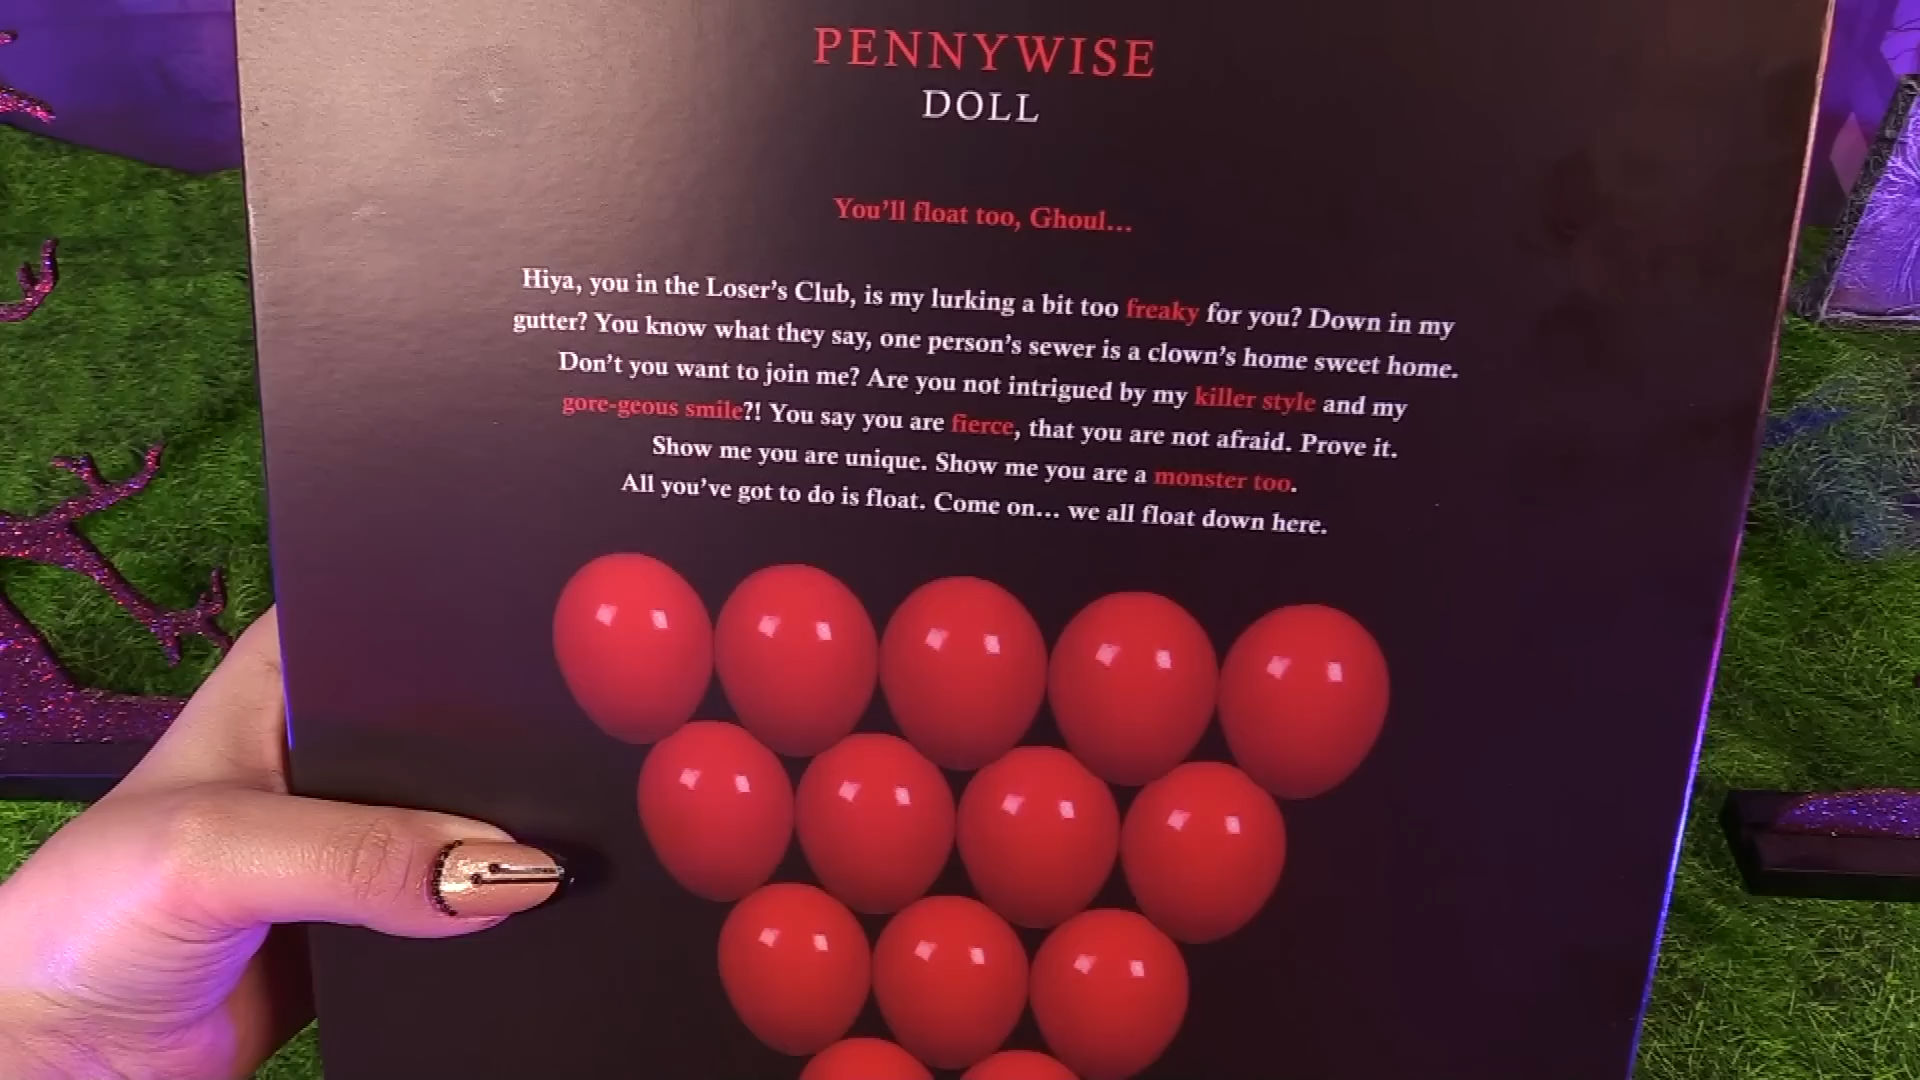 PENNYWISE
DOLL
You'll float too, Ghoul...
Hiya, you in the Loser's Club, is my lurking a bit too freaky for you? Down in my
gutter? You know what they say, one person's sewer is a clown's home sweet home.
Don't you want to join me? Are you not intrigued by my killer style and my
gore-geous smile?! You say you are fierce, that you are not afraid. Prove it.
Show me you are unique. Show me you are a monster too.
All you've got to do is float. Come on... we all float down here.